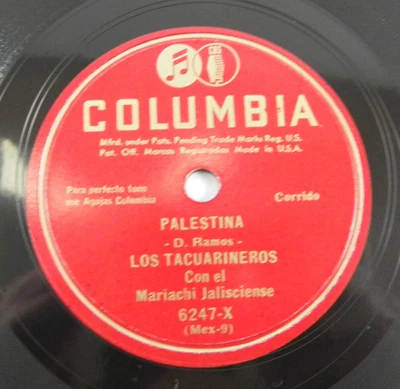 CBS
COLUMBIA
Mfrd. under Pats. Pending Trade Marks Reg. U.S.
Pat. Off. Marcas Registradas Made in U.S.A.
Para perfecto tono
use Agujas Columbia
Corrido
PALESTINA
- D. Ramos -
LOS TACUARINEROS
Con el
Mariachi Jalisciense
6247-X
(Mex-9)